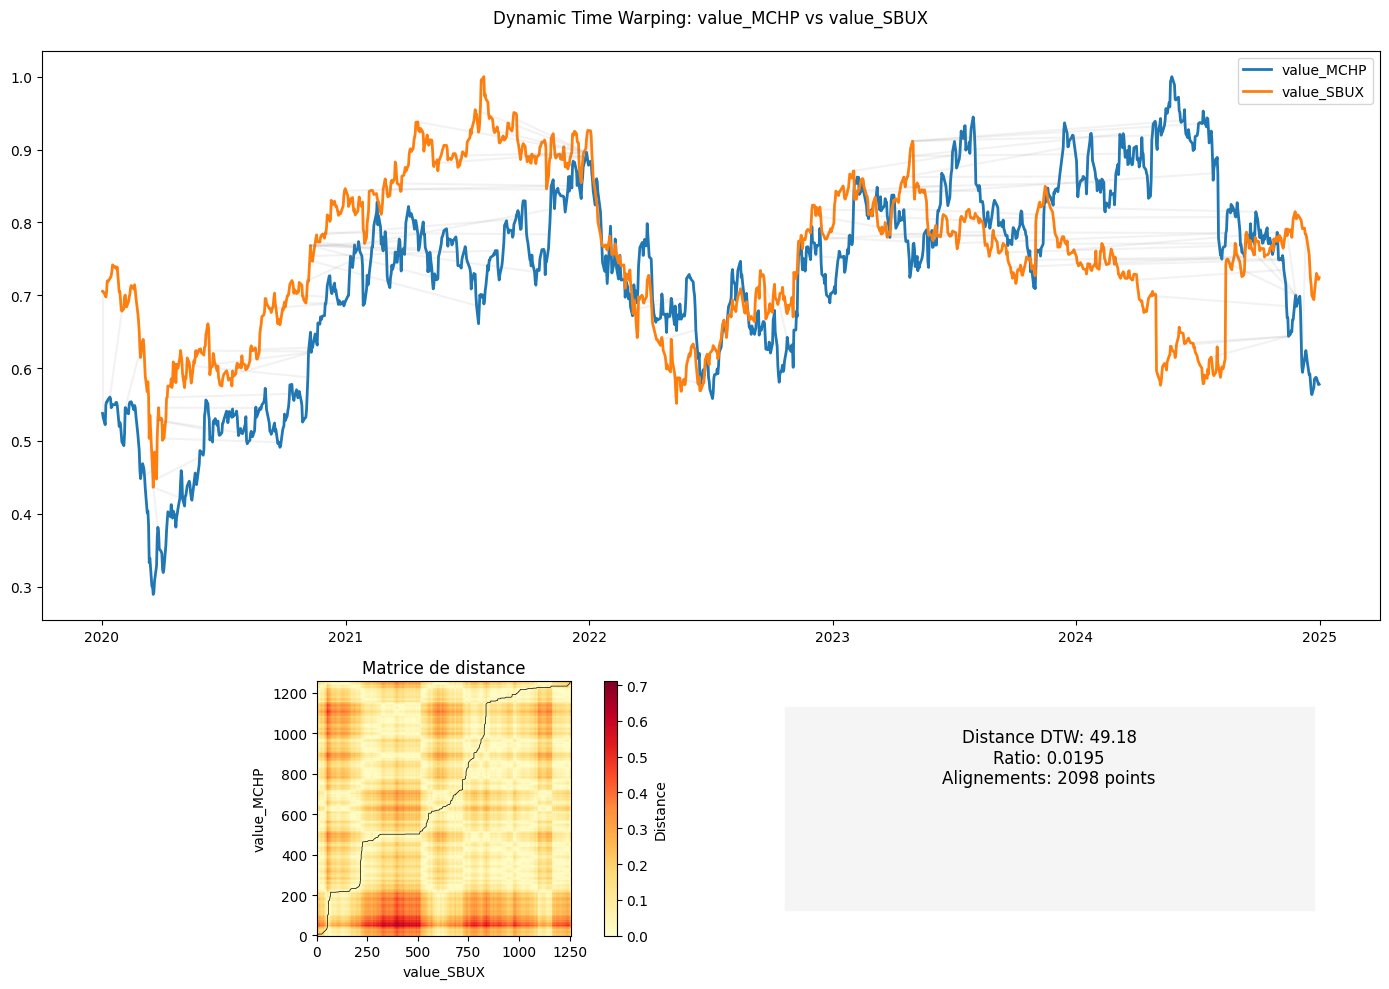 Dynamic Time Warping: value_MCHP vs value_SBUX
value_MCHP
value_SBUX
1.0
0.9
0.8
0.7
0.6
0.5
0.4
0.3
2020 2021 2022 2023 2024 2025
Matrice de distance
1200
1000
800
600
400
200
0
value_MCHP
0 250 500 750 1000 1250
value_SBUX
0.7
0.6
0.5
0.4
0.3
0.2
0.1
0.0
Distance
Distance DTW: 49.18
Ratio: 0.0195
Alignements: 2098 points